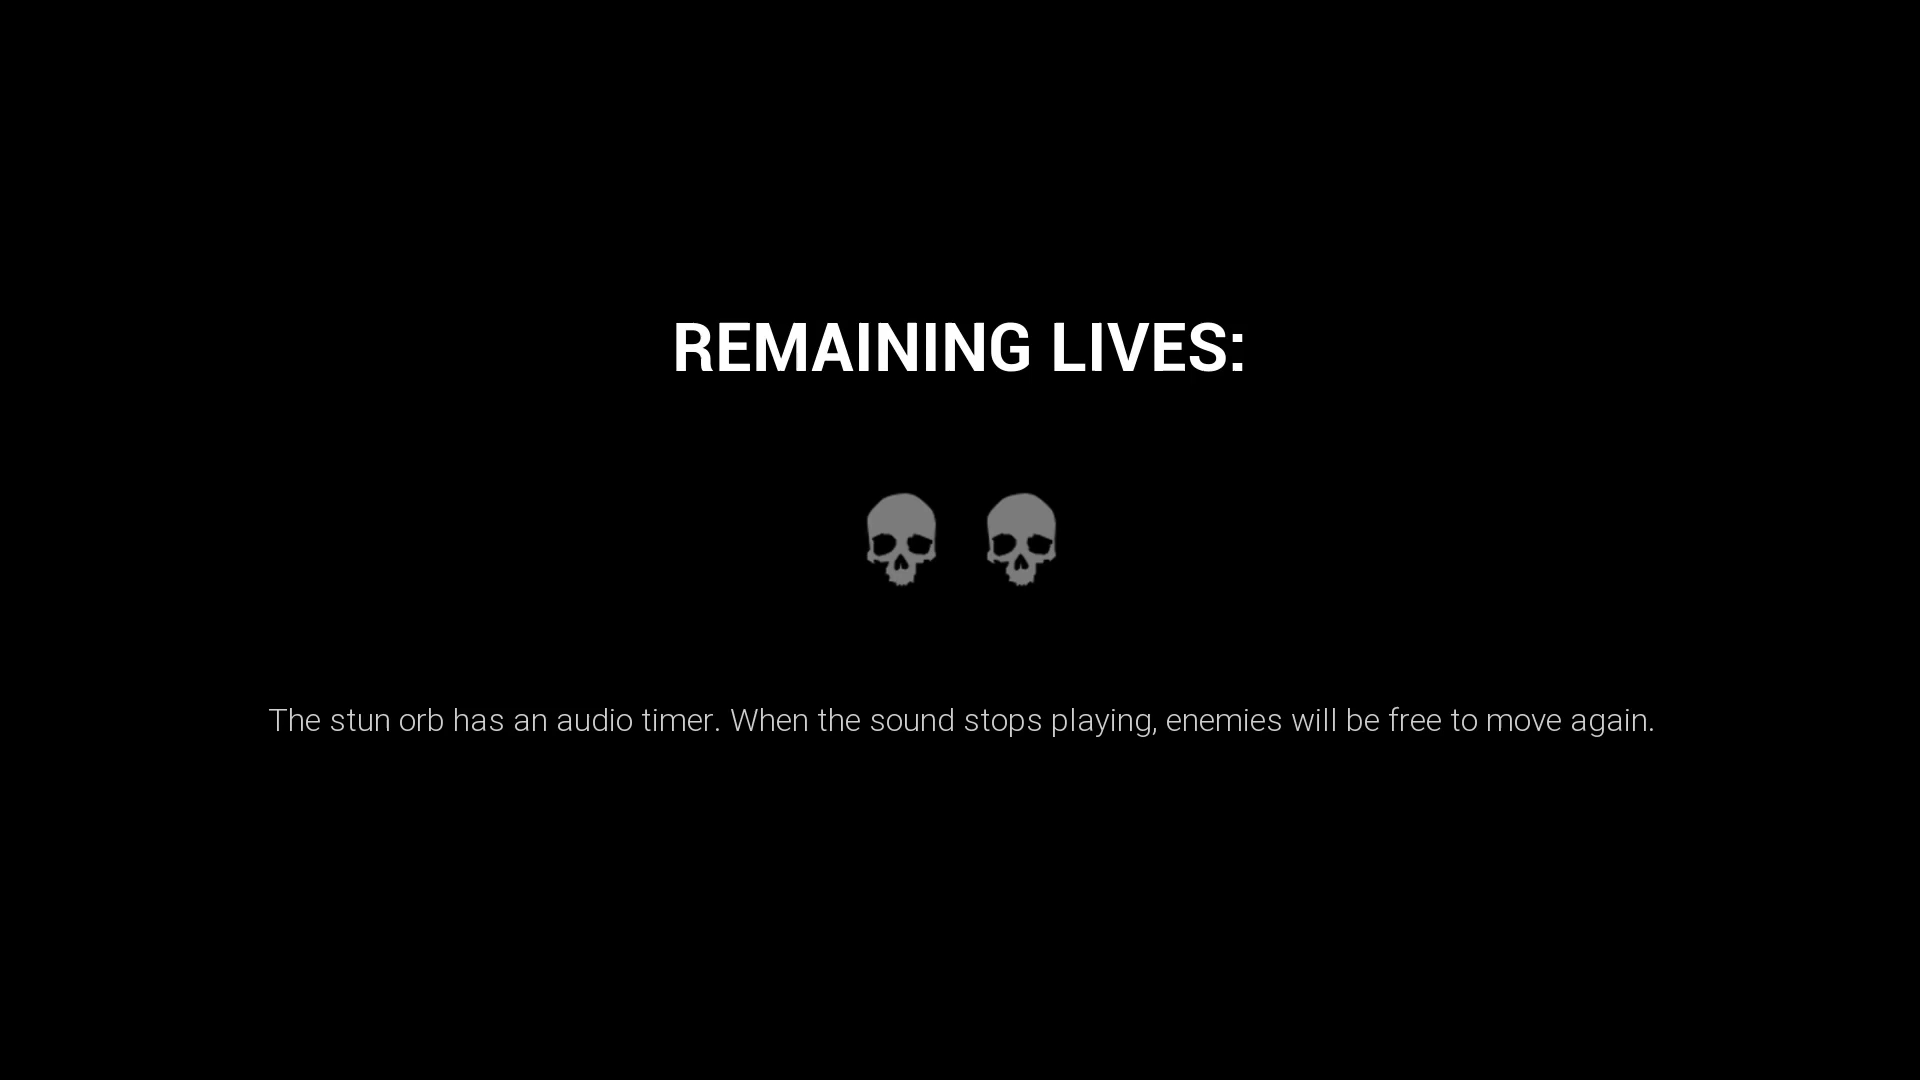 REMAINING LIVES:
The stun orb has an audio timer. When the sound stops playing, enemies will be free to move again.